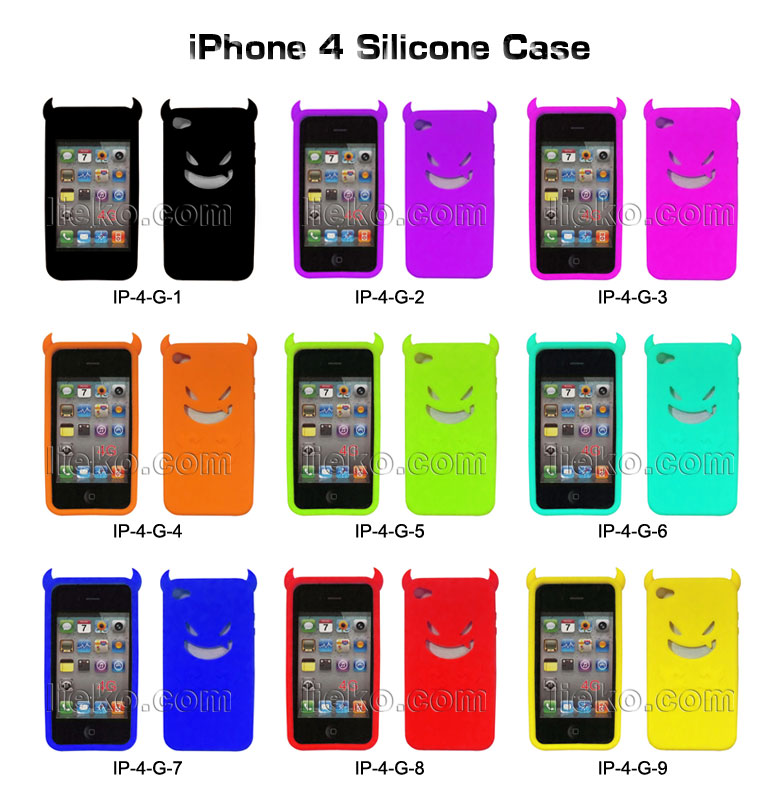 iPhone 4 Silicone Case
lieko.com
lieko.com
lieko.com
IP-4-G-1
IP-4-G-2
IP-4-G-3
lieko.com
lieko.com
lieko.com
IP-4-G-4
IP-4-G-5
IP-4-G-6
lieko.com
lieko.com
lieko.com
IP-4-G-7
IP-4-G-8
IP-4-G-9